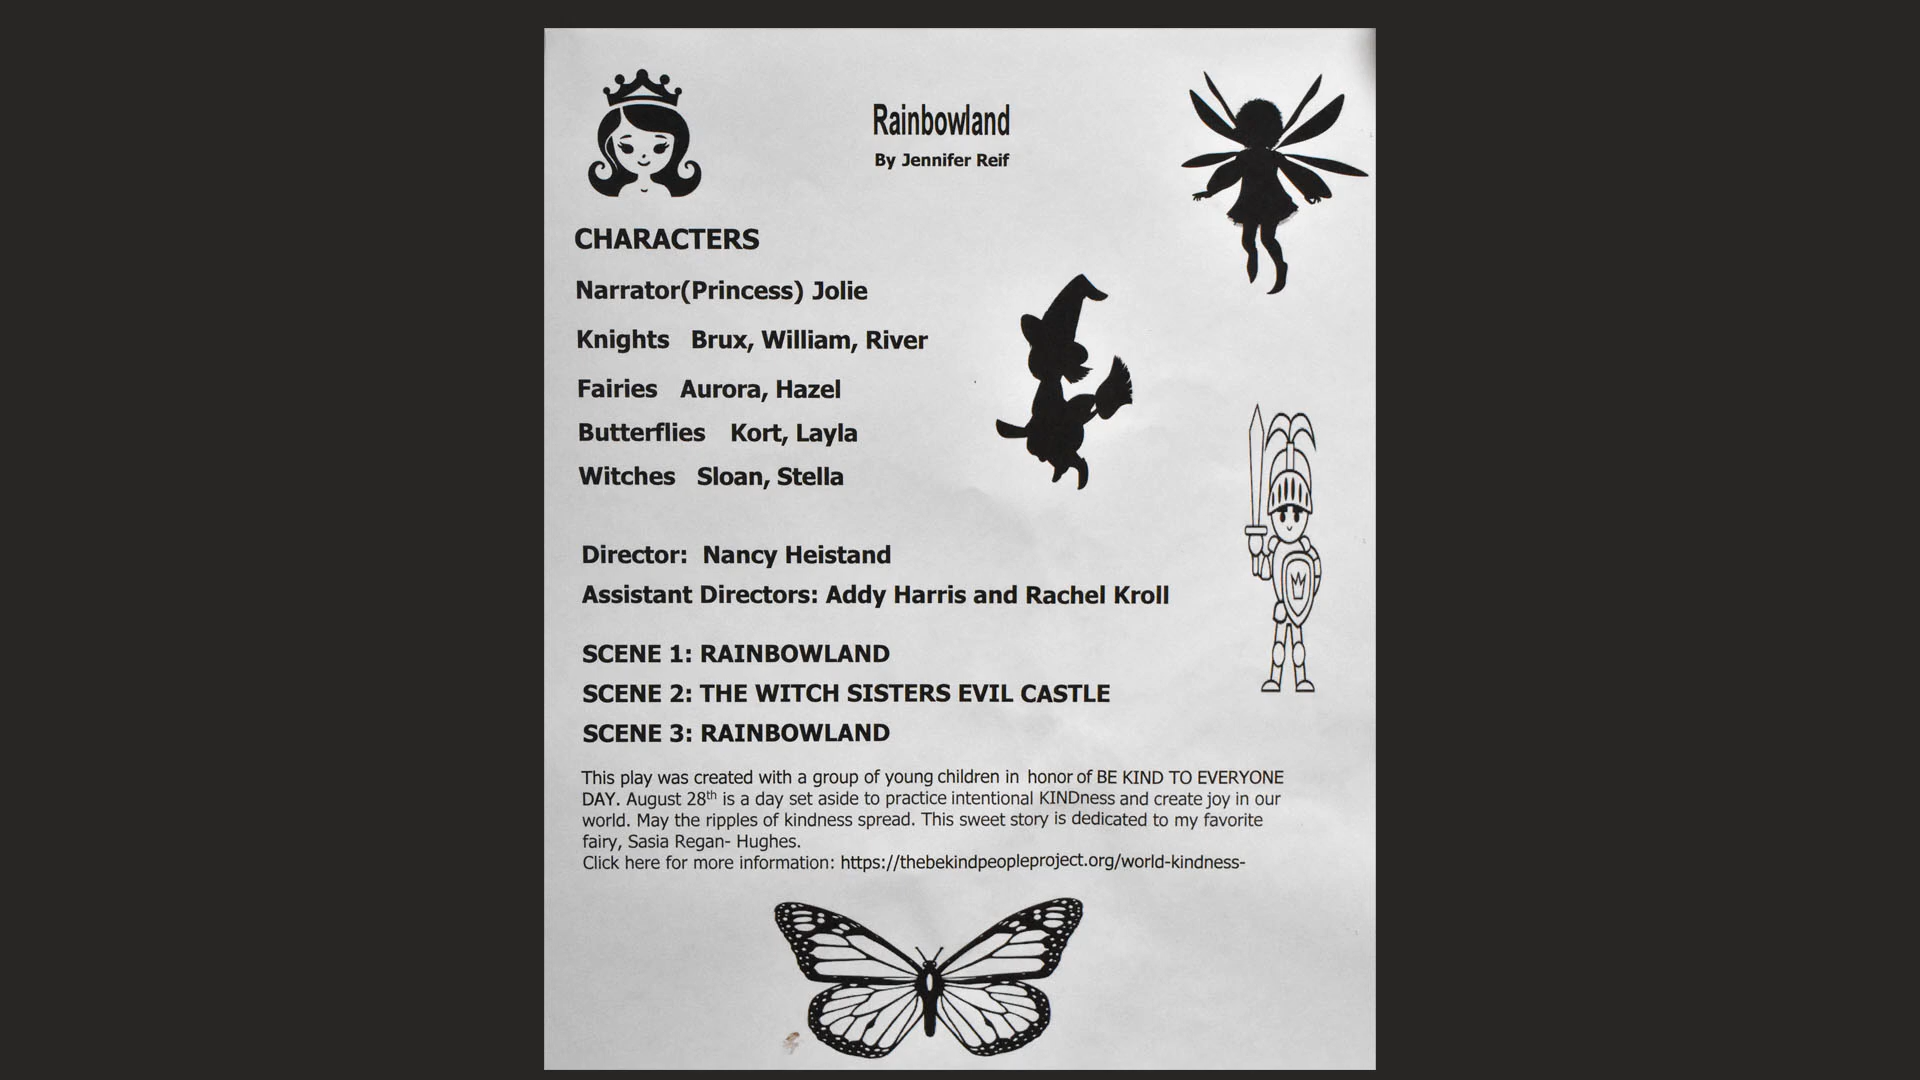 Rainbowland
By Jennifer Reif
CHARACTERS
Narrator(Princess) Jolie
Knights Brux, William, River
Fairies Aurora, Hazel
Butterflies Kort, Layla
Witches Sloan, Stella
Director: Nancy Heistand
Assistant Directors: Addy Harris and Rachel Kroll
SCENE 1: RAINBOWLAND
SCENE 2: THE WITCH SISTERS EVIL CASTLE
SCENE 3: RAINBOWLAND
This play was created with a group of young children in honor of BE KIND TO EVERYONE
DAY. August 28th is a day set aside to practice intentional KINDness and create joy in our
world. May the ripples of kindness spread. This sweet story is dedicated to my favorite
fairy, Sasia Regan- Hughes.
Click here for more information: https://thebekindpeopleproject.org/world-kindness-